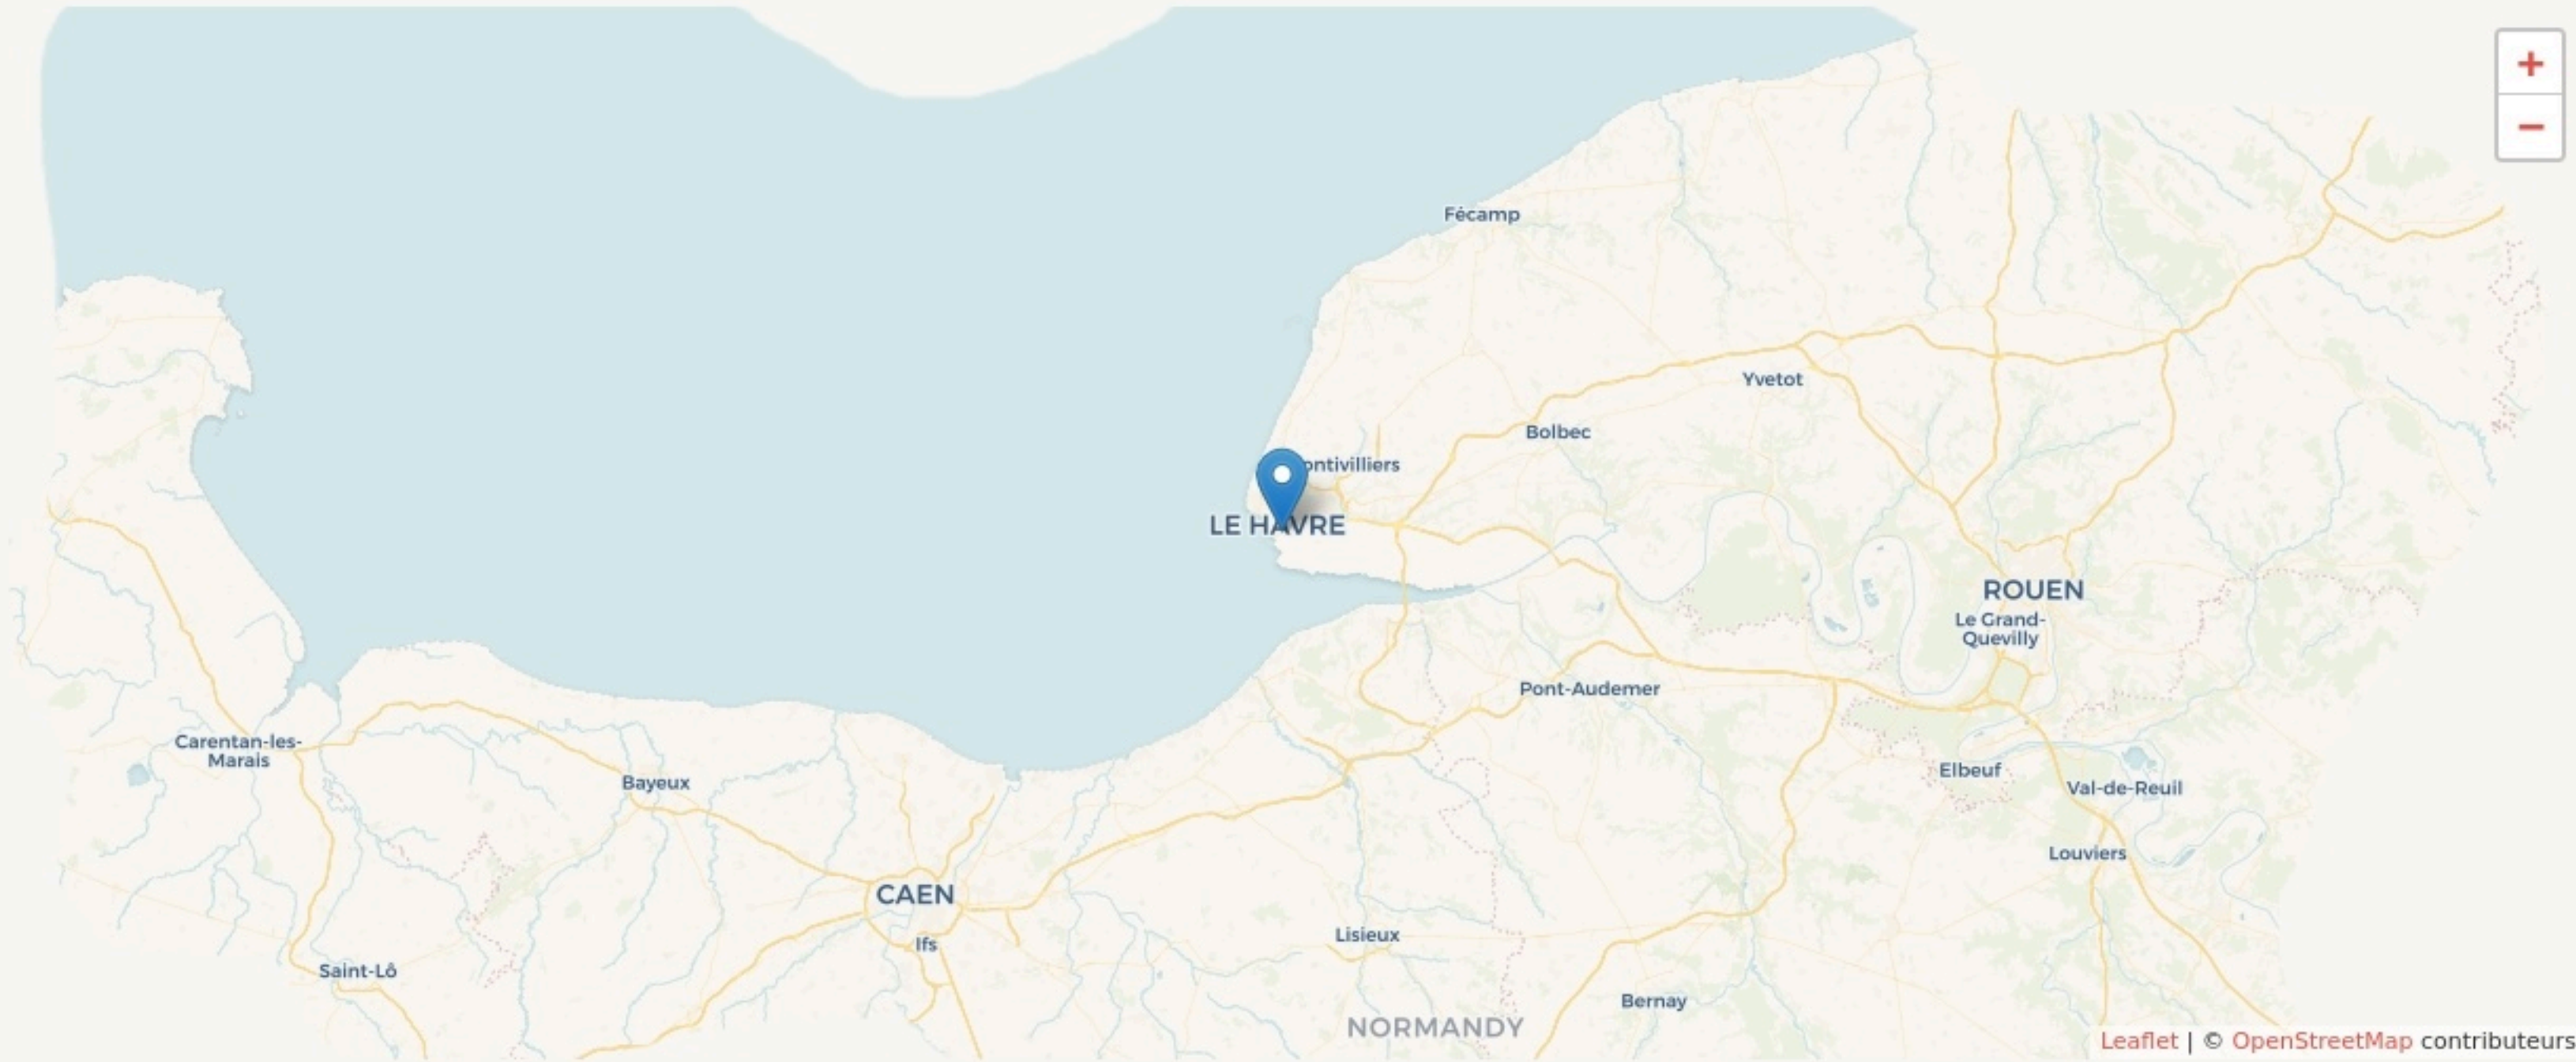 +
−
Fécamp
Yvetot
Bolbec
ontivilliers
LE HAVRE
ROUEN
Le Grand-
Quevilly
Pont-Audemer
Carentan-les-
Marais
Elbeuf
Bayeux
Val-de-Reuil
Louviers
CAEN
Lisieux
Ifs
Saint-Lô
Bernay
NORMANDY
Leaflet | © OpenStreetMap contributeurs